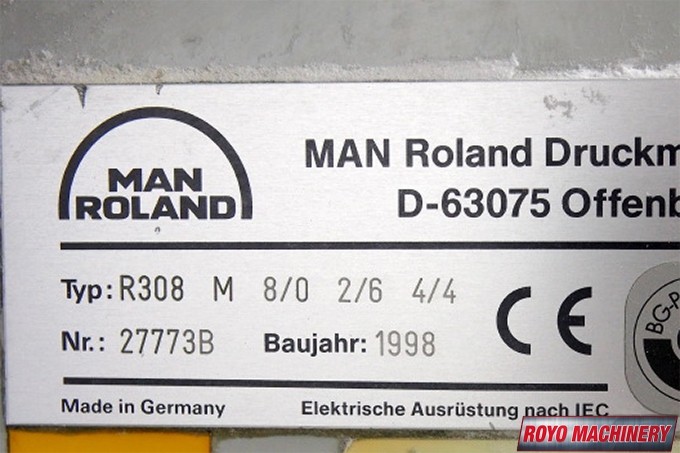 MAN
ROLAND
MAN Roland Druckm
D-63075 Offenb
Typ: R308 M 8/0 2/6 4/4
Nr.: 27773B Baujahr: 1998
CE
BG-P
Made in Germany Elektrische Ausrüstung nach IEC
ROYO MACHINERY